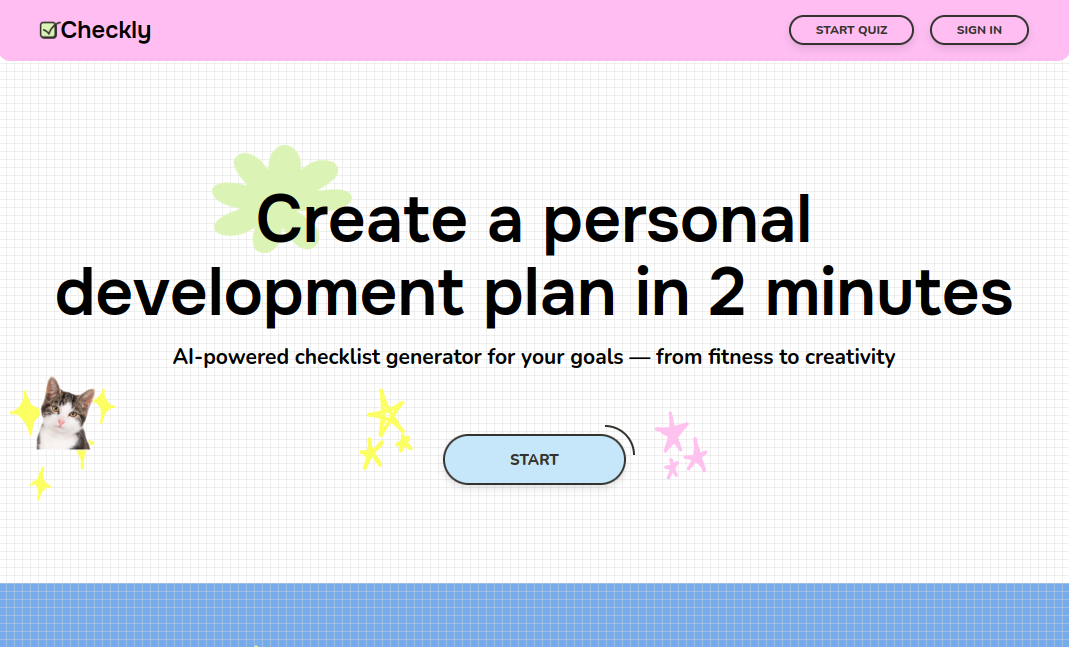 Checkly
START QUIZ
SIGN IN
Create a personal
development plan in 2 minutes
AI-powered checklist generator for your goals — from fitness to creativity
START